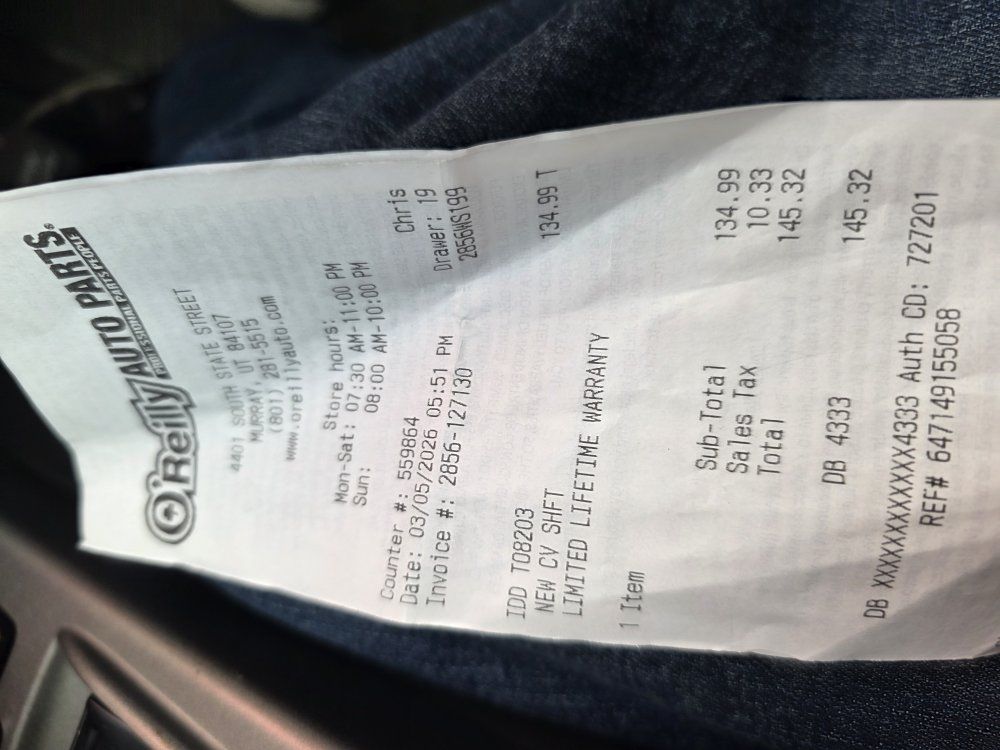 O'Reilly AUTO PARTS®
PROFESSIONAL PARTS PEOPLE
4401 SOUTH STATE STREET
MURRAY, UT 84107
(801) 281-5515
www.oreillyauto.com
Store hours:
Mon-Sat: 07:30 AM-11:00 PM
Sun: 08:00 AM-10:00 PM
Counter #: 559864 Chris
Date: 03/05/2026 05:51 PM Drawer: 19
Invoice #: 2856-127130 2856WS199
IDD TO8203 134.99 T
NEW CV SHFT
LIMITED LIFETIME WARRANTY
1 Item
Sub-Total 134.99
Sales Tax 10.33
Total 145.32
DB 4333 145.32
DB XXXXXXXXXXXX4333 Auth CD: 727201
REF# 647149155058